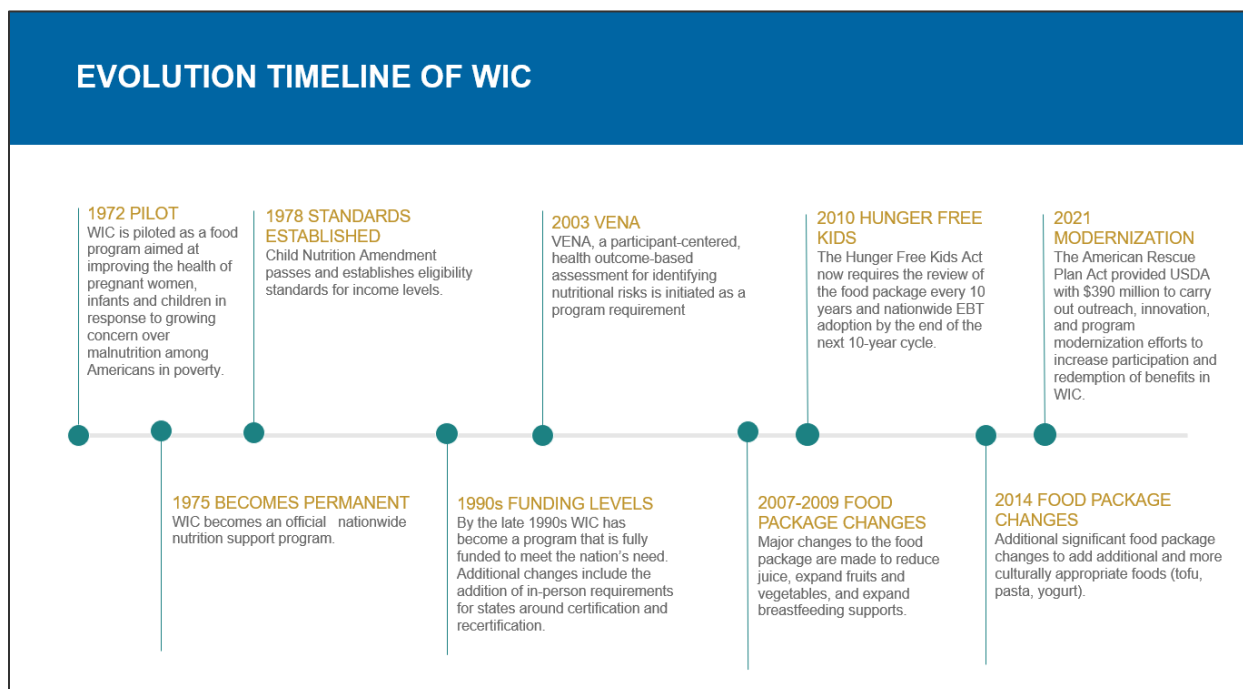 EVOLUTION TIMELINE OF WIC
1972 PILOT
WIC is piloted as a food
program aimed at
improving the health of
pregnant women,
infants and children in
response to growing
concern over
malnutrition among
Americans in poverty.
1978 STANDARDS
ESTABLISHED
Child Nutrition Amendment
passes and establishes eligibility
standards for income levels.
2003 VENA
VENA, a participant-centered,
health outcome-based
assessment for identifying
nutritional risks is initiated as a
program requirement
2010 HUNGER FREE
KIDS
The Hunger Free Kids Act
now requires the review of
the food package every 10
years and nationwide EBT
adoption by the end of the
next 10-year cycle.
2021
MODERNIZATION
The American Rescue
Plan Act provided USDA
with $390 million to carry
out outreach, innovation,
and program
modernization efforts to
increase participation and
redemption of benefits in
WIC.
1975 BECOMES PERMANENT
WIC becomes an official nationwide
nutrition support program.
1990s FUNDING LEVELS
By the late 1990s WIC has
become a program that is fully
funded to meet the nation's need.
Additional changes include the
addition of in-person requirements
for states around certification and
recertification.
2007-2009 FOOD
PACKAGE CHANGES
Major changes to the food
package are made to reduce
juice, expand fruits and
vegetables, and expand
breastfeeding supports.
2014 FOOD PACKAGE
CHANGES
Additional significant food package
changes to add additional and more
culturally appropriate foods (tofu,
pasta, yogurt).